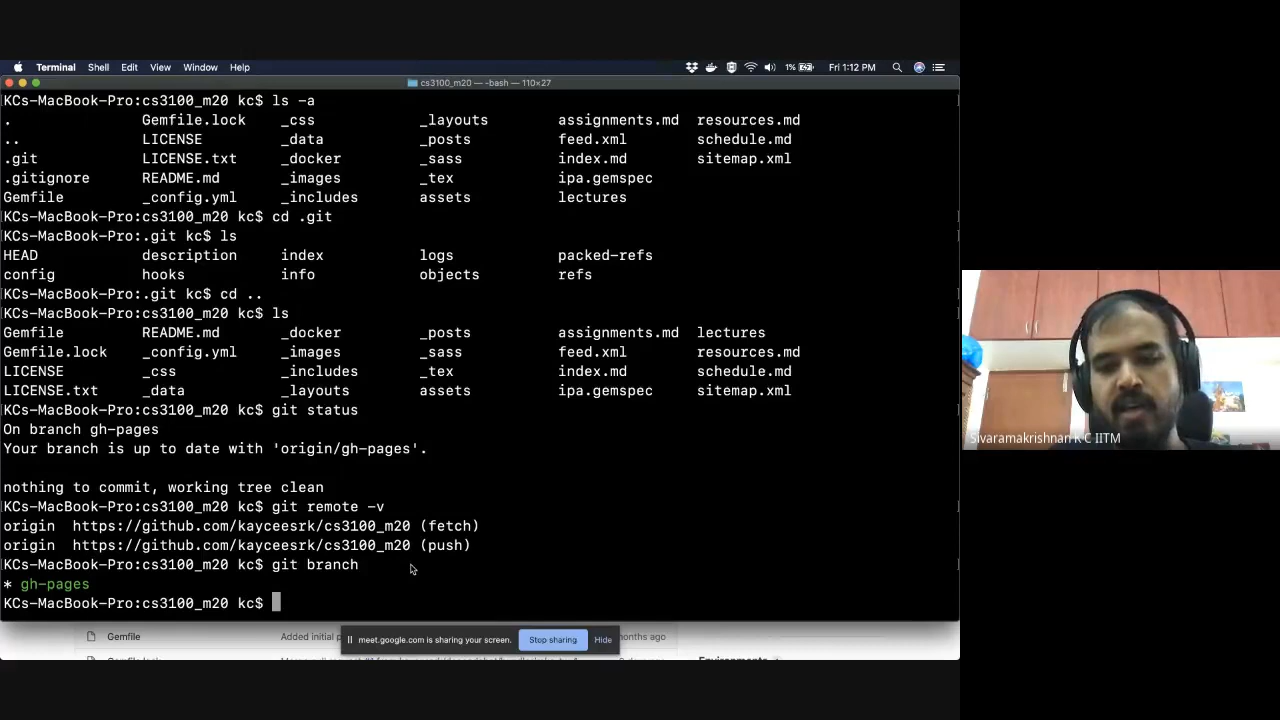 Terminal Shell Edit View Window Help 1% Fri 1:12 PM
cs3100_m20 — -bash — 110×27
KCs-MacBook-Pro:cs3100_m20 kc$ ls -a
. Gemfile.lock _css _layouts assignments.md resources.md
.. LICENSE _data _posts feed.xml schedule.md
.git LICENSE.txt _docker _sass index.md sitemap.xml
.gitignore README.md _images _tex ipa.gemspec
Gemfile _config.yml _includes assets lectures
KCs-MacBook-Pro:cs3100_m20 kc$ cd .git
KCs-MacBook-Pro:.git kc$ ls
HEAD description index logs packed-refs
config hooks info objects refs
KCs-MacBook-Pro:.git kc$ cd ..
KCs-MacBook-Pro:cs3100_m20 kc$ ls
Gemfile README.md _docker _posts assignments.md lectures
Gemfile.lock _config.yml _images _sass feed.xml resources.md
LICENSE _css _includes _tex index.md schedule.md
LICENSE.txt _data _layouts assets ipa.gemspec sitemap.xml
KCs-MacBook-Pro:cs3100_m20 kc$ git status
On branch gh-pages
Your branch is up to date with 'origin/gh-pages'.
nothing to commit, working tree clean
KCs-MacBook-Pro:cs3100_m20 kc$ git remote -v
origin https://github.com/kayceesrk/cs3100_m20 (fetch)
origin https://github.com/kayceesrk/cs3100_m20 (push)
KCs-MacBook-Pro:cs3100_m20 kc$ git branch
* gh-pages
KCs-MacBook-Pro:cs3100_m20 kc$
Gemfile Added initial months ago
meet.google.com is sharing your screen. Stop sharing Hide
Sivaramakrishnan K C IITM